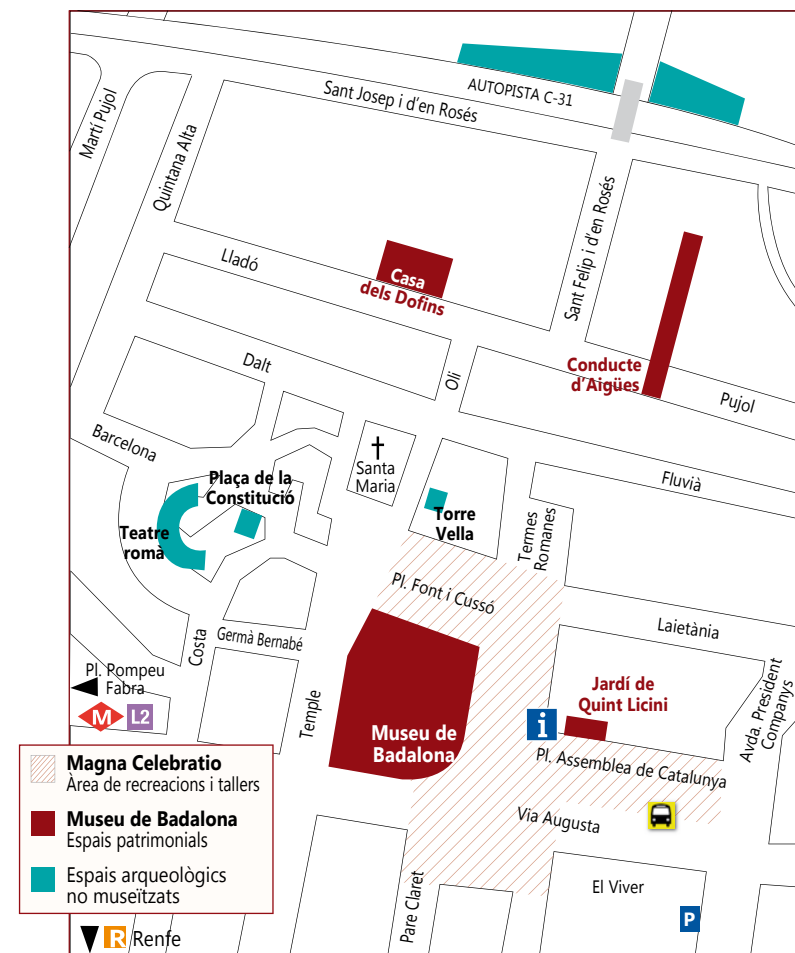 AUTOPISTA C-31
Sant Josep i d'en Rosés
Martí Pujol
Quintana Alta
Sant Felip i d'en Rosés
Lladó
Casa
dels Dofins
Conducte
d'Aigües
Pujol
Dalt
Oli
Barcelona
Santa
Maria
Fluvià
Plaça de la
Constitució
Teatre
romà
Torre
Vella
Termes
Romanes
Pl. Font i Cussó
Laietània
Costa
Germà Bernabé
Pl. Pompeu
Fabra
M L2
Temple
Museu de
Badalona
Jardí de
Quint Licini
i
Avda. President
Companys
Pl. Assemblea de Catalunya
Via Augusta
Magna Celebratio
Àrea de recreacions i tallers
Museu de Badalona
Espais patrimonials
Espais arqueològics
no museïtzats
Pare Claret
El Viver
P
R Renfe